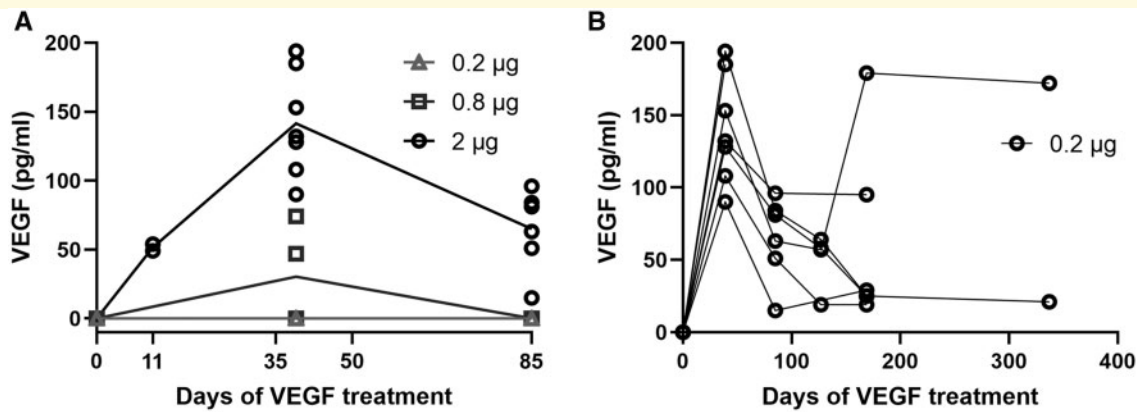 A
VEGF (pg/ml)
200
150
100
50
0
0 11 35 50 85
Days of VEGF treatment
0.2 µg
0.8 µg
2 µg
B
VEGF (pg/ml)
200
150
100
50
0
0 100 200 300 400
Days of VEGF treatment
0.2 µg